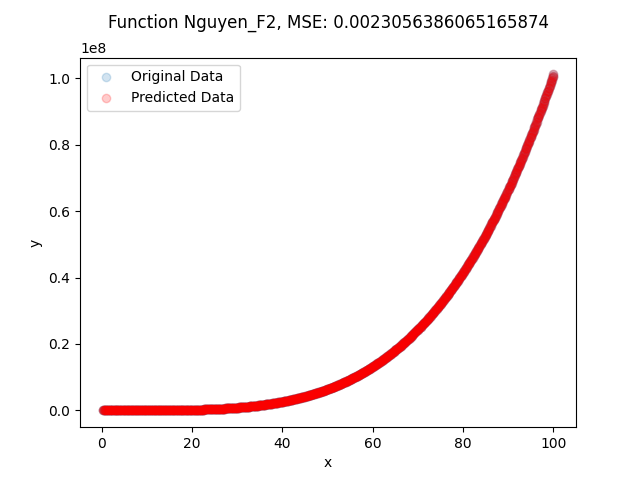 Function Nguyen_F2, MSE: 0.0023056386065165874
1e8
Original Data
Predicted Data
1.0
0.8
0.6
0.4
0.2
0.0
y
0 20 40 60 80 100
x